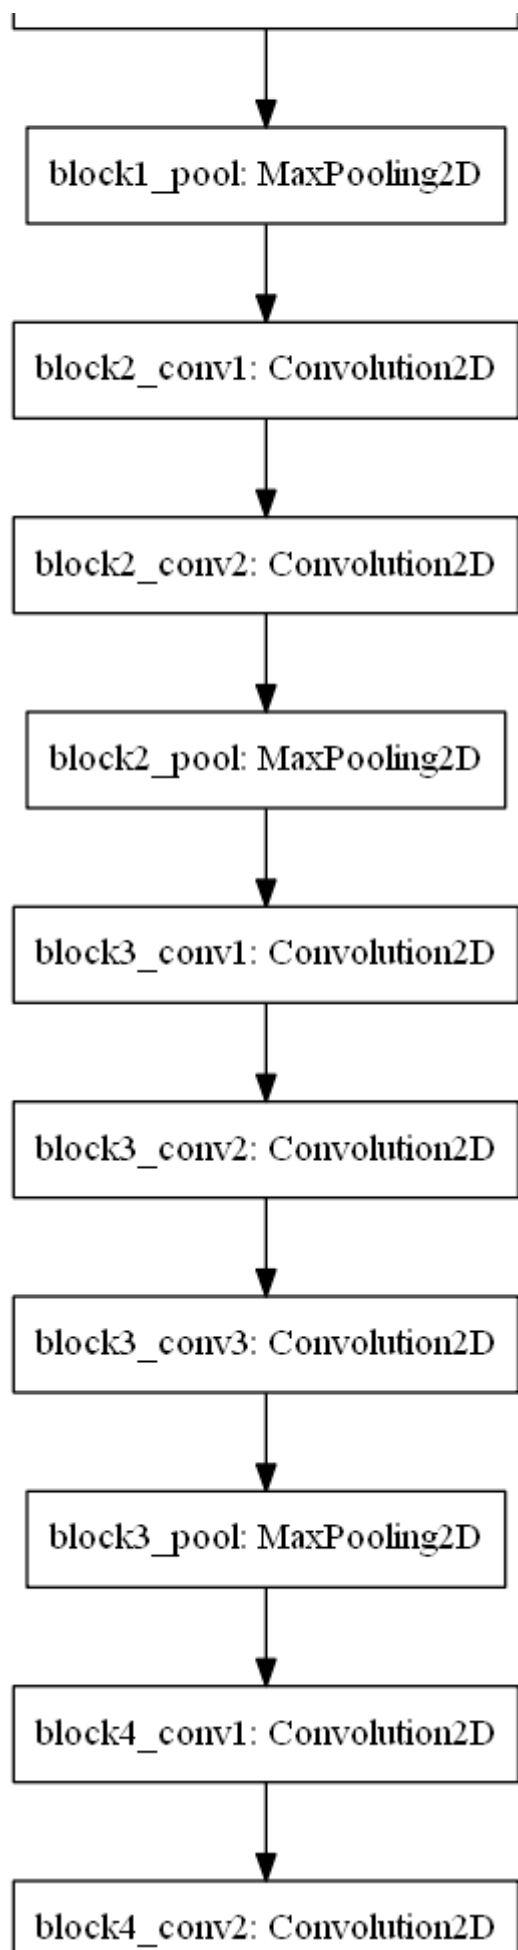 block1_pool: MaxPooling2D
block2_conv1: Convolution2D
block2_conv2: Convolution2D
block2_pool: MaxPooling2D
block3_conv1: Convolution2D
block3_conv2: Convolution2D
block3_conv3: Convolution2D
block3_pool: MaxPooling2D
block4_conv1: Convolution2D
block4_conv2: Convolution2D